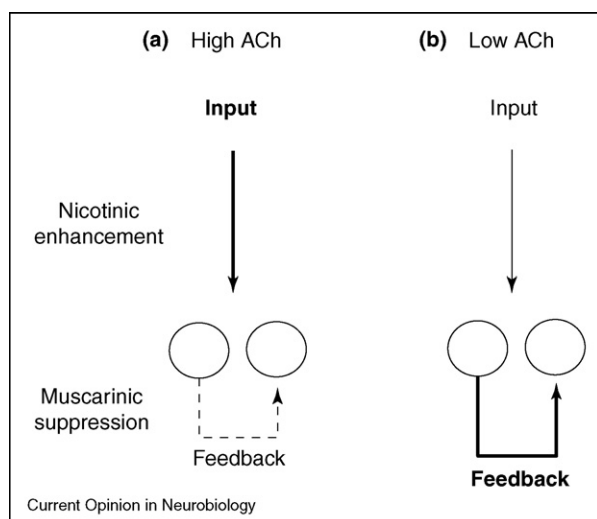 (a) High ACh
(b) Low ACh
Input
Input
Nicotinic
enhancement
Muscarinic
suppression
Feedback
Feedback
Current Opinion in Neurobiology